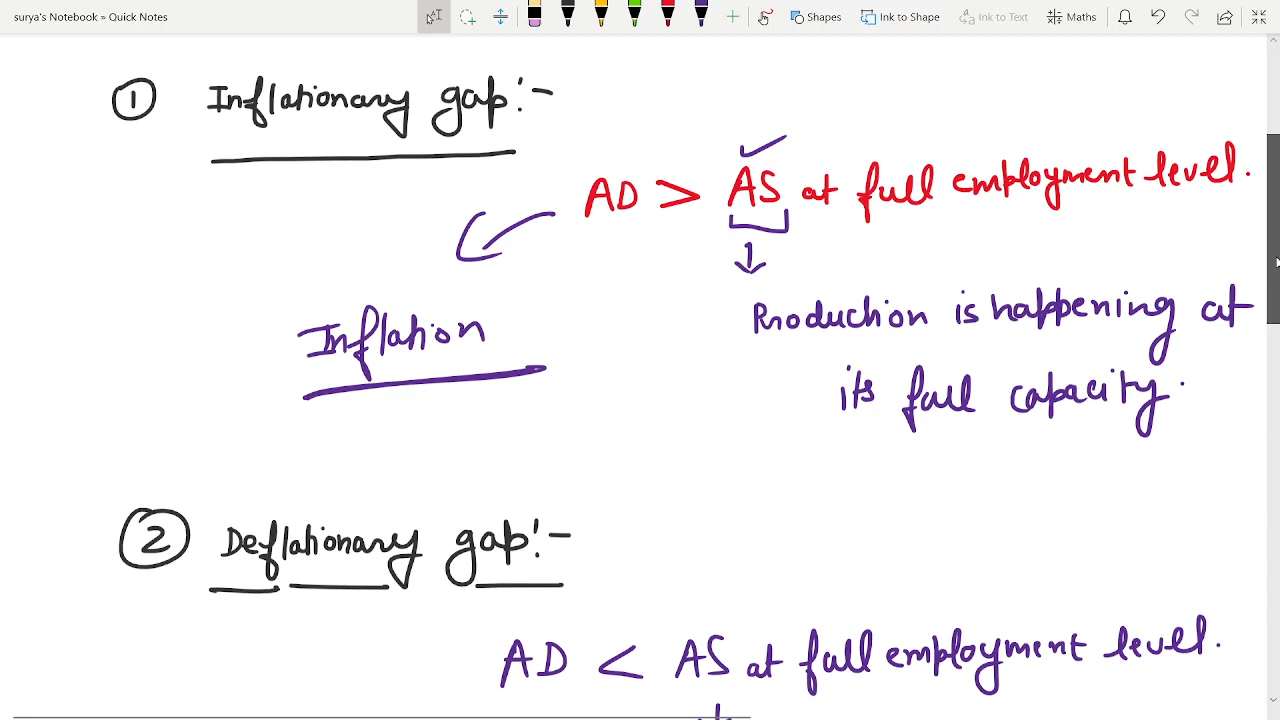 surya's Notebook » Quick Notes
Shapes
Ink to Shape
Ink to Text
Maths
① Inflationary gap:-
AD > AS at full employment level.
Inflation
Production is happening at
its full capacity.
② Deflationary gap:-
AD < AS at full employment level.